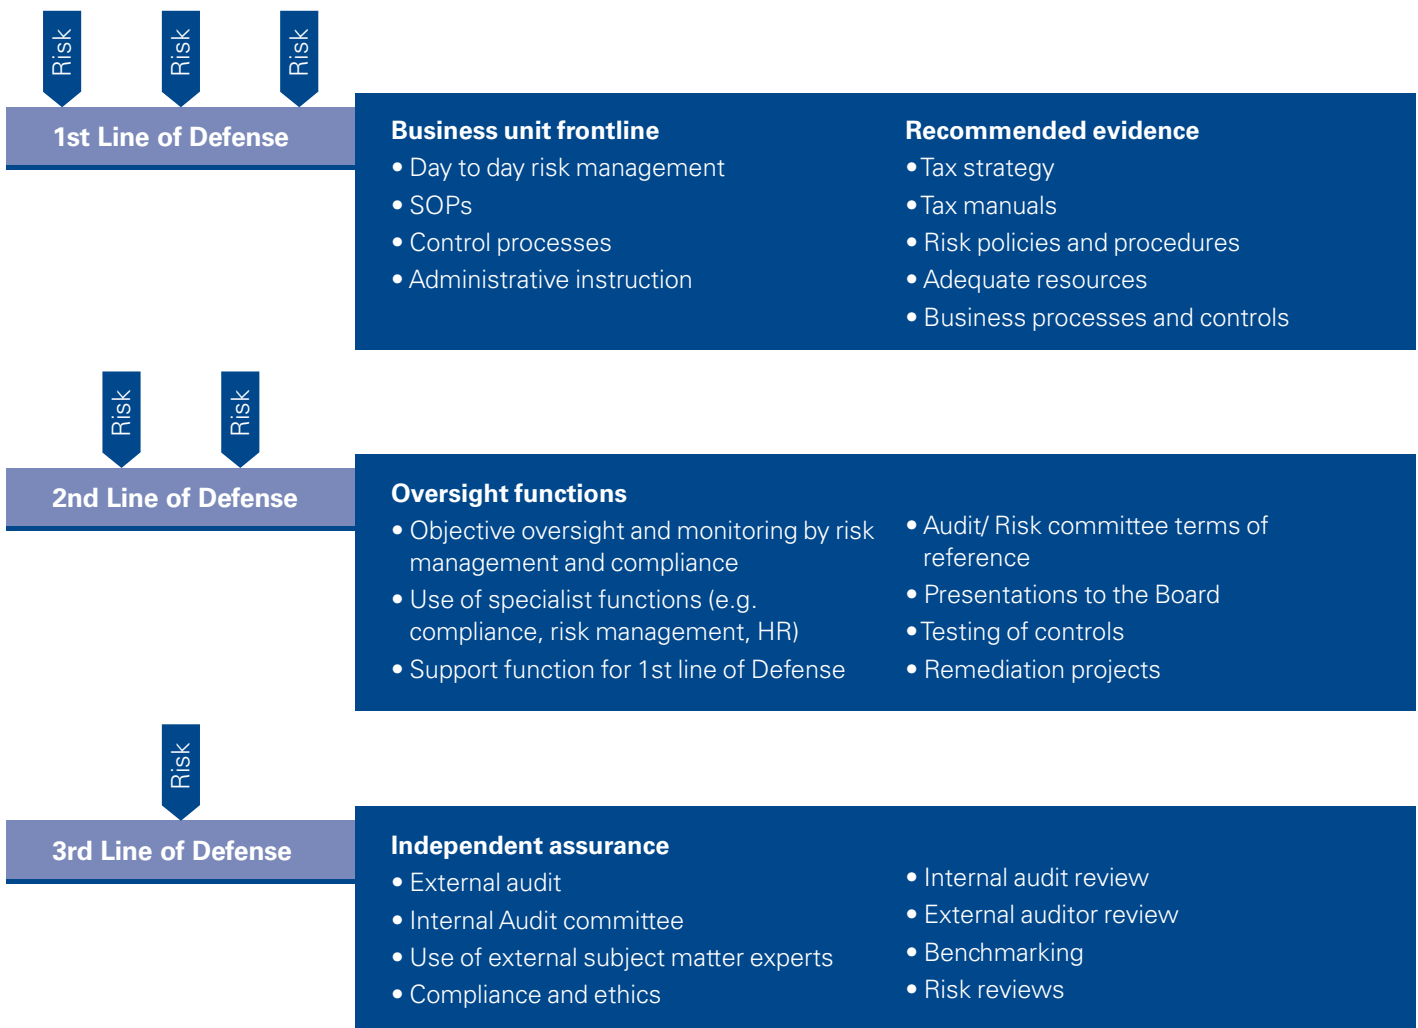 Risk
Risk
Risk
1st Line of Defense
Business unit frontline
• Day to day risk management
• SOPs
• Control processes
• Administrative instruction
Recommended evidence
• Tax strategy
• Tax manuals
• Risk policies and procedures
• Adequate resources
• Business processes and controls
Risk
Risk
2nd Line of Defense
Oversight functions
• Objective oversight and monitoring by risk
management and compliance
• Use of specialist functions (e.g.
compliance, risk management, HR)
• Support function for 1st line of Defense
• Audit/ Risk committee terms of
reference
• Presentations to the Board
• Testing of controls
• Remediation projects
Risk
3rd Line of Defense
Independent assurance
• External audit
• Internal Audit committee
• Use of external subject matter experts
• Compliance and ethics
• Internal audit review
• External auditor review
• Benchmarking
• Risk reviews